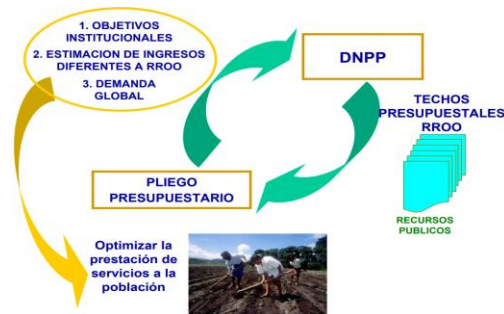 1. OBJETIVOS
INSTITUCIONALES
2. ESTIMACION DE INGRESOS
DIFERENTES A RROO
3. DEMANDA
GLOBAL
DNPP
TECHOS
PRESUPUESTALES
RROO
PLIEGO
PRESUPUESTARIO
RECURSOS
PUBLICOS
Optimizar la
prestación de
servicios a la
población